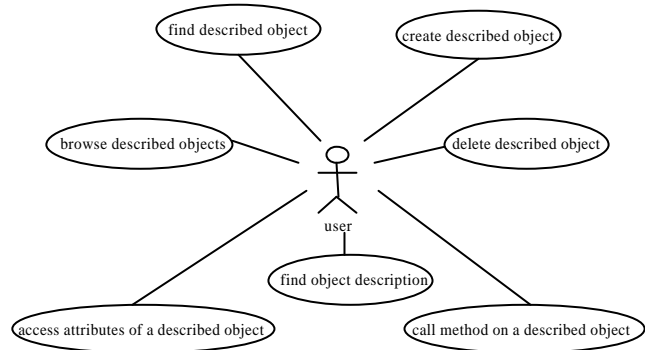 find described object
create described object
browse described objects
delete described object
user
find object description
access attributes of a described object
call method on a described object